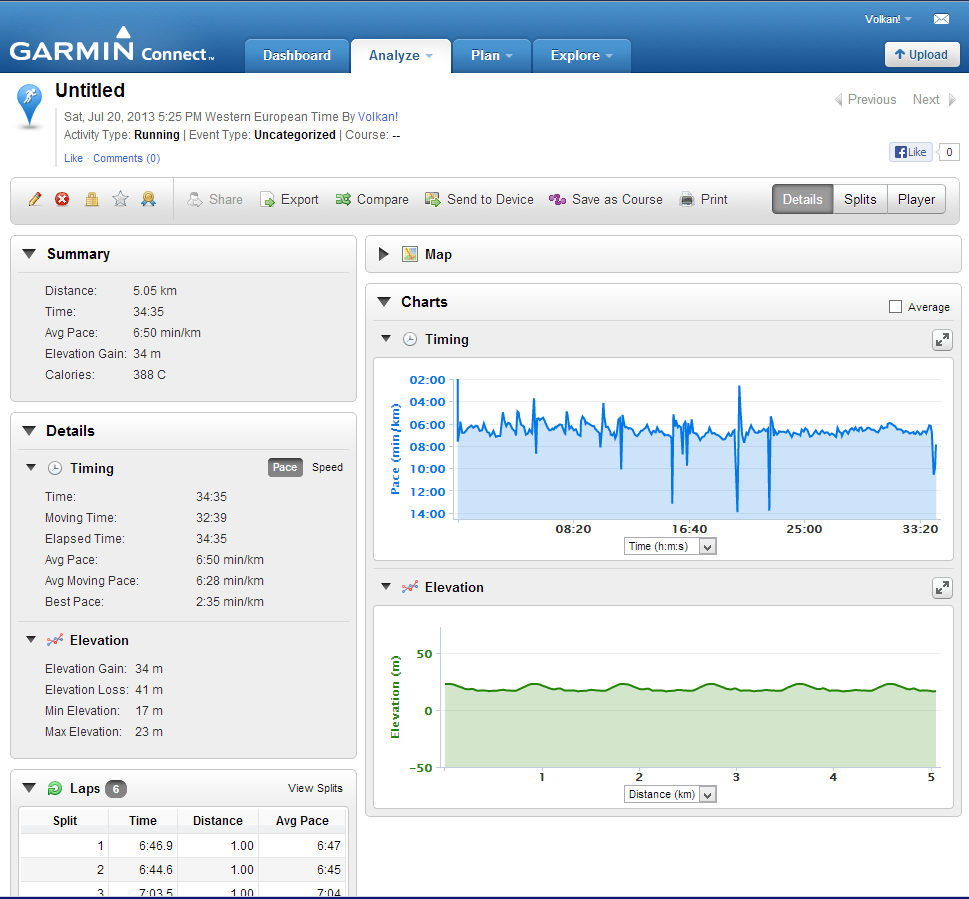 Volkan!
GARMIN Connect™
Dashboard Analyze Plan Explore
Upload
Untitled
Previous Next
Sat, Jul 20, 2013 5:25 PM Western European Time By Volkan!
Activity Type: Running | Event Type: Uncategorized | Course: --
Like · Comments (0)
Like 0
Share Export Compare Send to Device Save as Course Print Details Splits Player
Summary
Distance: 5.05 km
Time: 34:35
Avg Pace: 6:50 min/km
Elevation Gain: 34 m
Calories: 388 C
Details
Timing Pace Speed
Time: 34:35
Moving Time: 32:39
Elapsed Time: 34:35
Avg Pace: 6:50 min/km
Avg Moving Pace: 6:28 min/km
Best Pace: 2:35 min/km
Elevation
Elevation Gain: 34 m
Elevation Loss: 41 m
Min Elevation: 17 m
Max Elevation: 23 m
Laps 6 View Splits
Split Time Distance Avg Pace
1 6:46.9 1.00 6:47
2 6:44.6 1.00 6:45
3 7:03.5 1.00 7:04
Map
Charts
Average
Timing
Pace (min/km)
02:00
04:00
06:00
08:00
10:00
12:00
14:00
08:20 16:40 25:00 33:20
Time (h:m:s)
Elevation
Elevation (m)
50
0
-50
1 2 3 4 5
Distance (km)